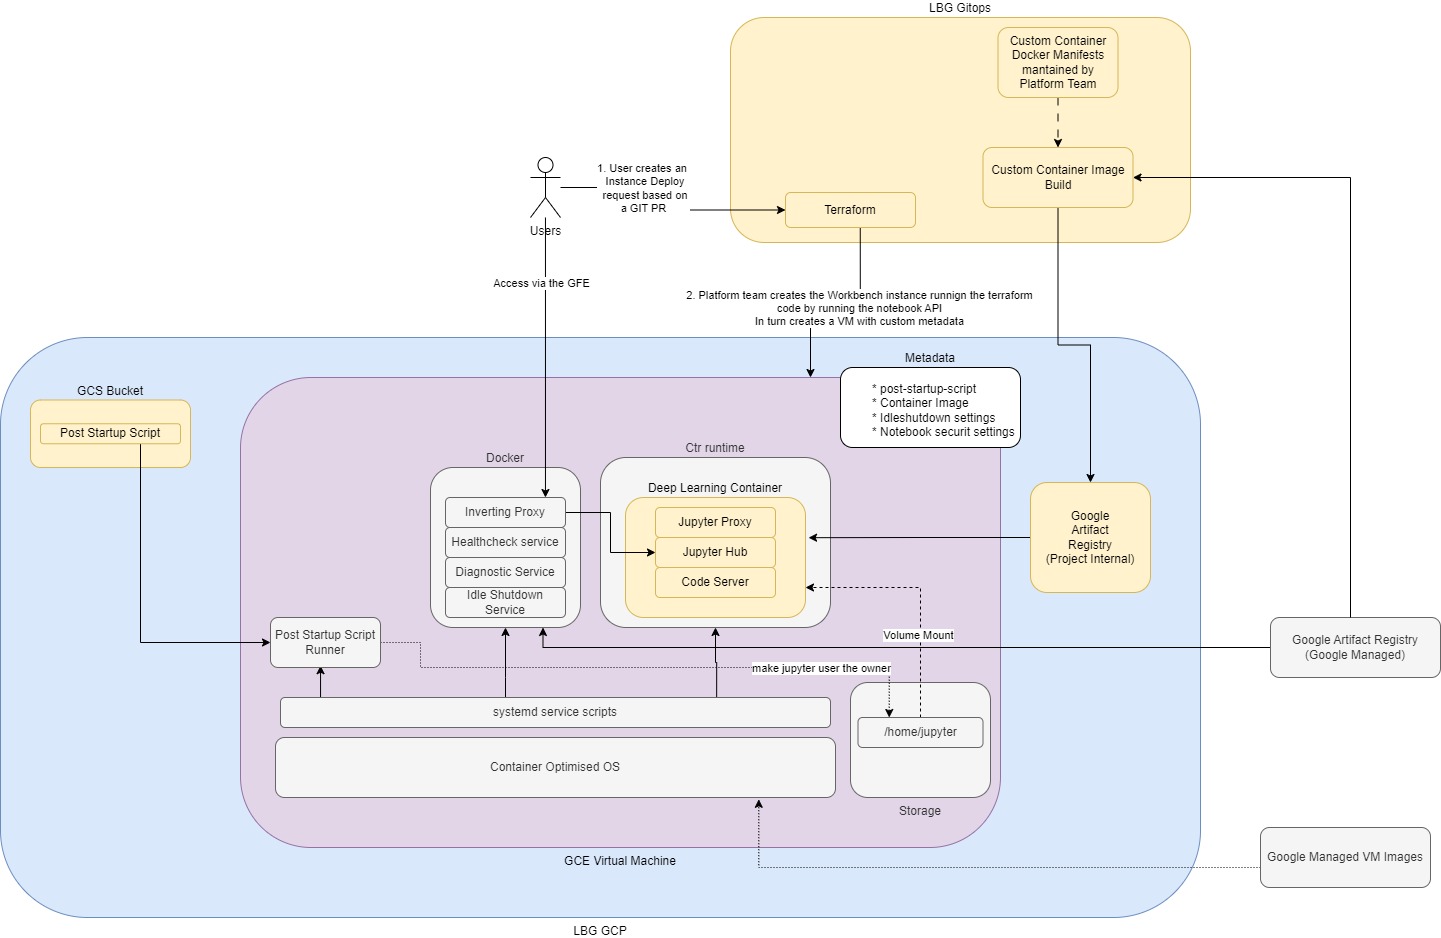 LBG Gitops
Custom Container
Docker Manifests
mantained by
Platform Team
Custom Container Image
Build
1. User creates an
Instance Deploy
request based on
a GIT PR
Terraform
Users
Access via the GFE
2. Platform team creates the Workbench instance runnign the terraform
code by running the notebook API
In turn creates a VM with custom metadata
Metadata
* post-startup-script
* Container Image
* Idleshutdown settings
* Notebook securit settings
GCS Bucket
Post Startup Script
Docker
Inverting Proxy
Healthcheck service
Diagnostic Service
Idle Shutdown
Service
Ctr runtime
Deep Learning Container
Jupyter Proxy
Jupyter Hub
Code Server
Google
Artifact
Registry
(Project Internal)
Post Startup Script
Runner
Volume Mount
make jupyter user the owner
Google Artifact Registry
(Google Managed)
systemd service scripts
/home/jupyter
Container Optimised OS
Storage
GCE Virtual Machine
Google Managed VM Images
LBG GCP